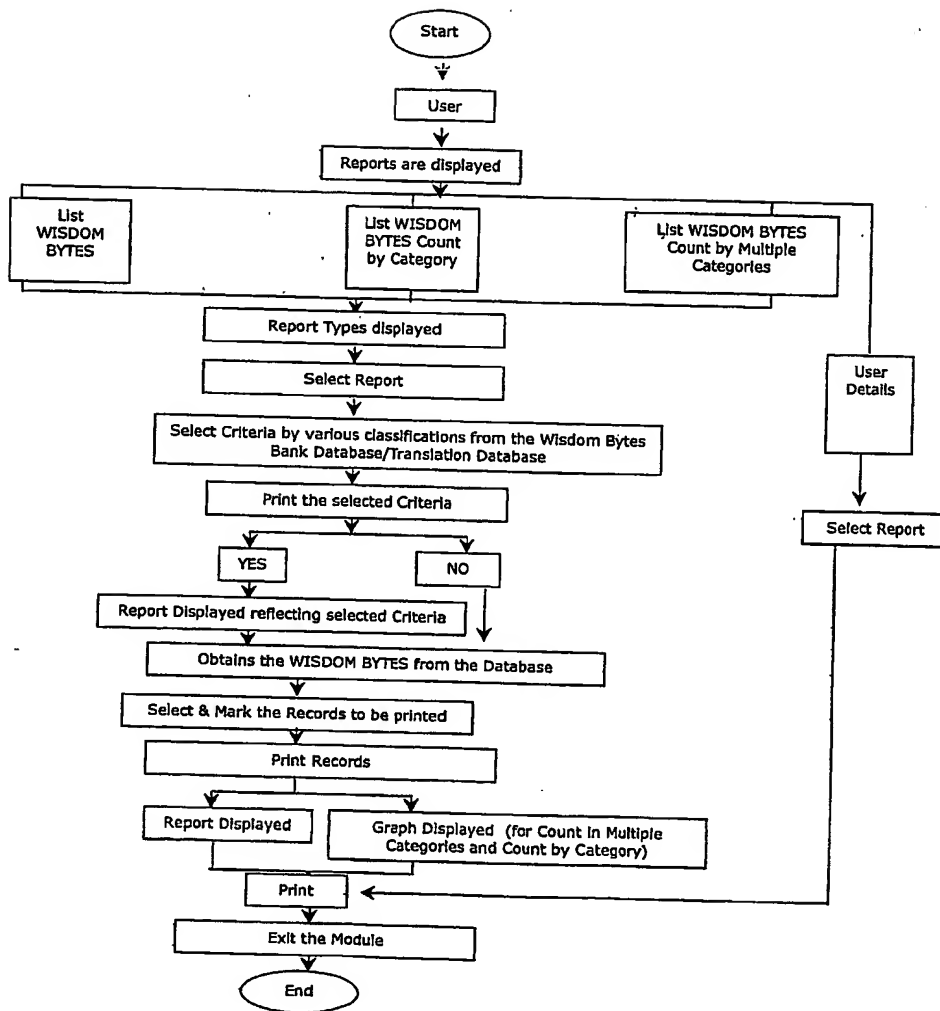 Start
User
Reports are displayed
List
WISDOM
BYTES
List WISDOM
BYTES Count
by Category
List WISDOM BYTES
Count by Multiple
Categories
Report Types displayed
Select Report
User
Details
Select Criteria by various classifications from the Wisdom Bytes
Bank Database/Translation Database
Print the selected Criteria
Select Report
YES
NO
Report Displayed reflecting selected Criteria
Obtains the WISDOM BYTES from the Database
Select & Mark the Records to be printed
Print Records
Report Displayed
Graph Displayed (for Count in Multiple
Categories and Count by Category)
Print
Exit the Module
End